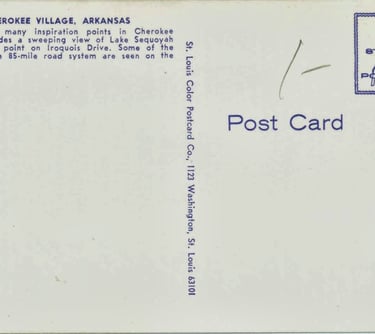 EROKEE VILLAGE, ARKANSAS
many inspiration points in Cherokee
des a sweeping view of Lake Sequoyah
point on Iroquois Drive. Some of the
85-mile road system are seen on the
St. Louis Color Postcard Co., 1123 Washington, St. Louis 63101
Post Card